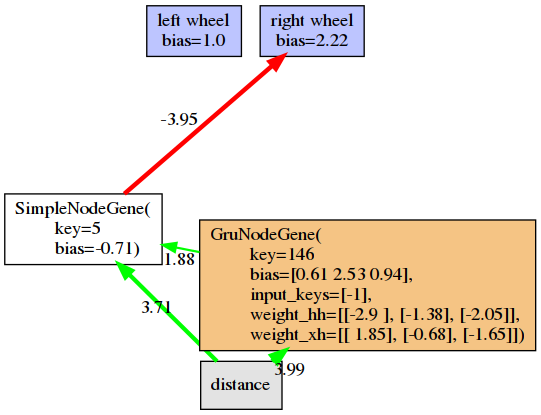 left wheel
bias=1.0
right wheel
bias=2.22
-3.95
SimpleNodeGene(
key=5
bias=-0.71)
1.88
GruNodeGene(
key=146
bias=[0.61 2.53 0.94],
input_keys=[-1],
weight_hh=[[-2.9 ], [-1.38], [-2.05]],
weight_xh=[[ 1.85], [-0.68], [-1.65]])
3.71
3.99
distance